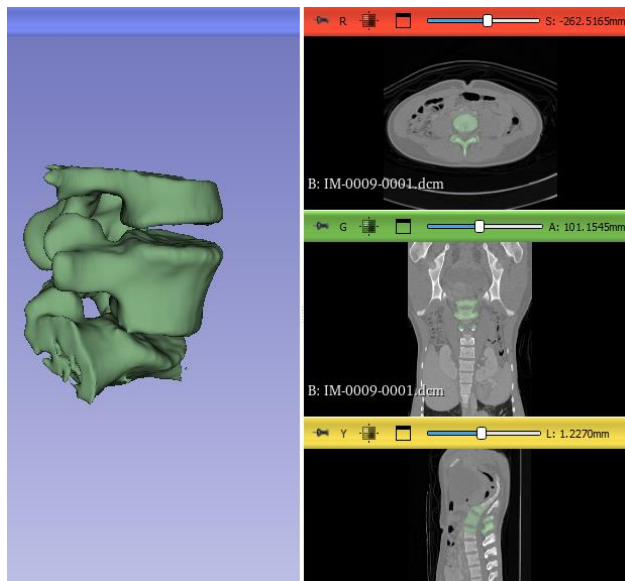 R S: -262.5165mm
B: IM-0009-0001.dcm
G A: 101.1545mm
B: IM-0009-0001.dcm
Y L: 1.2270mm